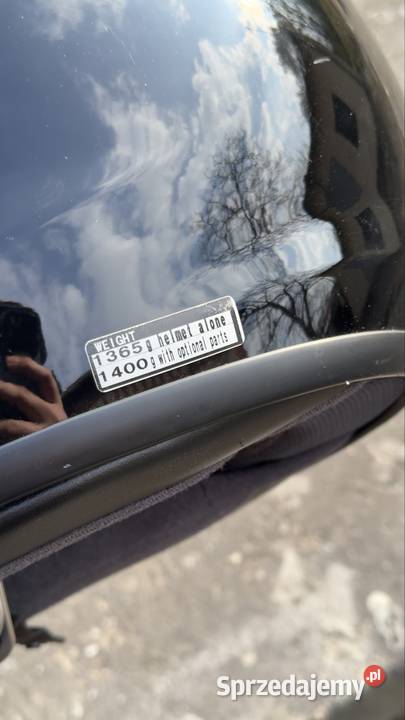 WEIGHT
1365g helmet alone
1400g with optional parts
Sprzedajemy.pl